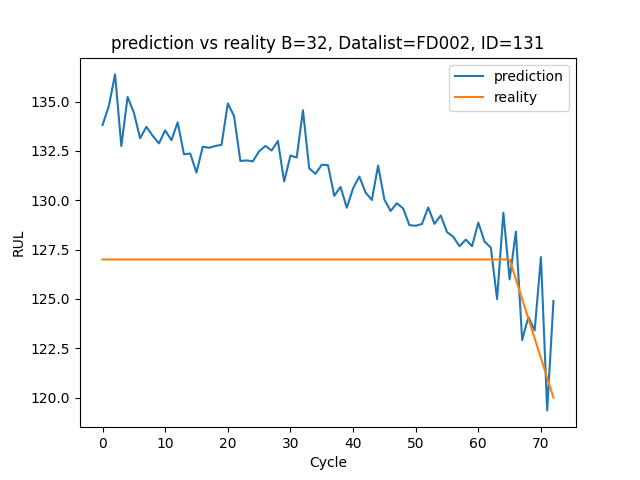 prediction vs reality B=32, Datalist=FD002, ID=131
prediction
reality
RUL
135.0
132.5
130.0
127.5
125.0
122.5
120.0
0 10 20 30 40 50 60 70
Cycle